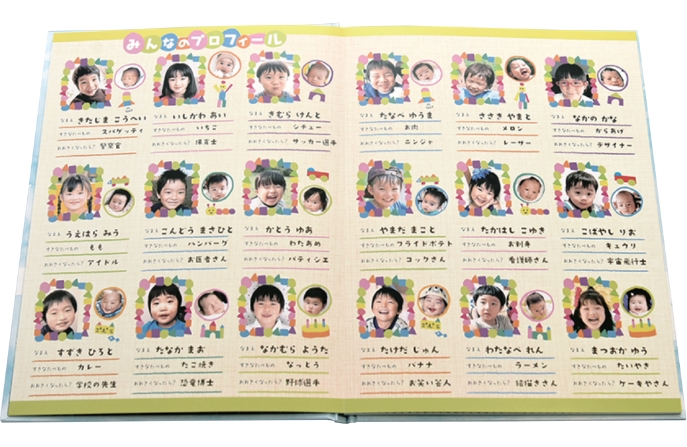 みんなのプロフィール
なまえ きたじま こうへい
すきなたべもの スパゲッティ
おおきくなったら? 警察官
なまえ いしかわ あい
すきなたべもの いちご
おおきくなったら? 保育士
なまえ きむら けんと
すきなたべもの シチュー
おおきくなったら? サッカー選手
なまえ たなべ ゆうま
すきなたべもの お肉
おおきくなったら? ニンジャ
なまえ ささき やまと
すきなたべもの メロン
おおきくなったら? レーサー
なまえ なかの かな
すきなたべもの からあげ
おおきくなったら? デザイナー
なまえ うえはら みう
すきなたべもの もも
おおきくなったら? アイドル
なまえ こんどう まさひと
すきなたべもの ハンバーグ
おおきくなったら? お医者さん
なまえ かとう ゆあ
すきなたべもの わたあめ
おおきくなったら? パティシエ
なまえ やまだ まこと
すきなたべもの フライドポテト
おおきくなったら? コックさん
なまえ たかはし こゆき
すきなたべもの お刺身
おおきくなったら? 看護師さん
なまえ こばやし りお
すきなたべもの キュウリ
おおきくなったら? 宇宙飛行士
なまえ すずき ひろと
すきなたべもの カレー
おおきくなったら? 学校の先生
なまえ たなか まお
すきなたべもの たこ焼き
おおきくなったら? 恐竜博士
なまえ なかむら ようた
すきなたべもの なっとう
おおきくなったら? 野球選手
なまえ たけだ じゅん
すきなたべもの バナナ
おおきくなったら? お笑い芸人
なまえ わたなべ れん
すきなたべもの ラーメン
おおきくなったら? 絵描きさん
なまえ まつおか ゆう
すきなたべもの たいやき
おおきくなったら? ケーキやさん